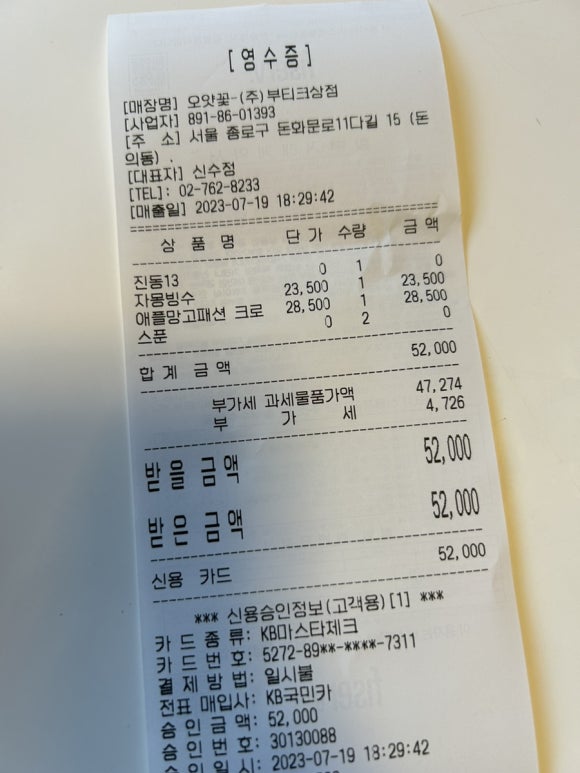 [영수증]
[매장명] 오얏꽃-(주)부티크상점
[사업자] 891-86-01393
[주 소] 서울 종로구 돈화문로11다길 15 (돈
의동) .
[대표자] 신수정
[TEL]: 02-762-8233
[매출일] 2023-07-19 18:29:42
상 품 명 단가 수량 금액
진동13 0 1 0
자몽빙수 23,500 1 23,500
애플망고패션 크로 28,500 1 28,500
스푼 0 2 0
합계 금액 52,000
부가세 과세물품가액 47,274
부 가 세 4,726
받을 금액 52,000
받은 금액 52,000
신용 카드 52,000
*** 신용승인정보(고객용)[1] ***
카드 종류: KB마스타체크
카드 번호: 5272-89**-****-7311
결제 방법: 일시불
전표 매입사: KB국민카
승인 금액: 52,000
승인 번호: 30130088
승인 일시: 2023-07-19 18:29:42